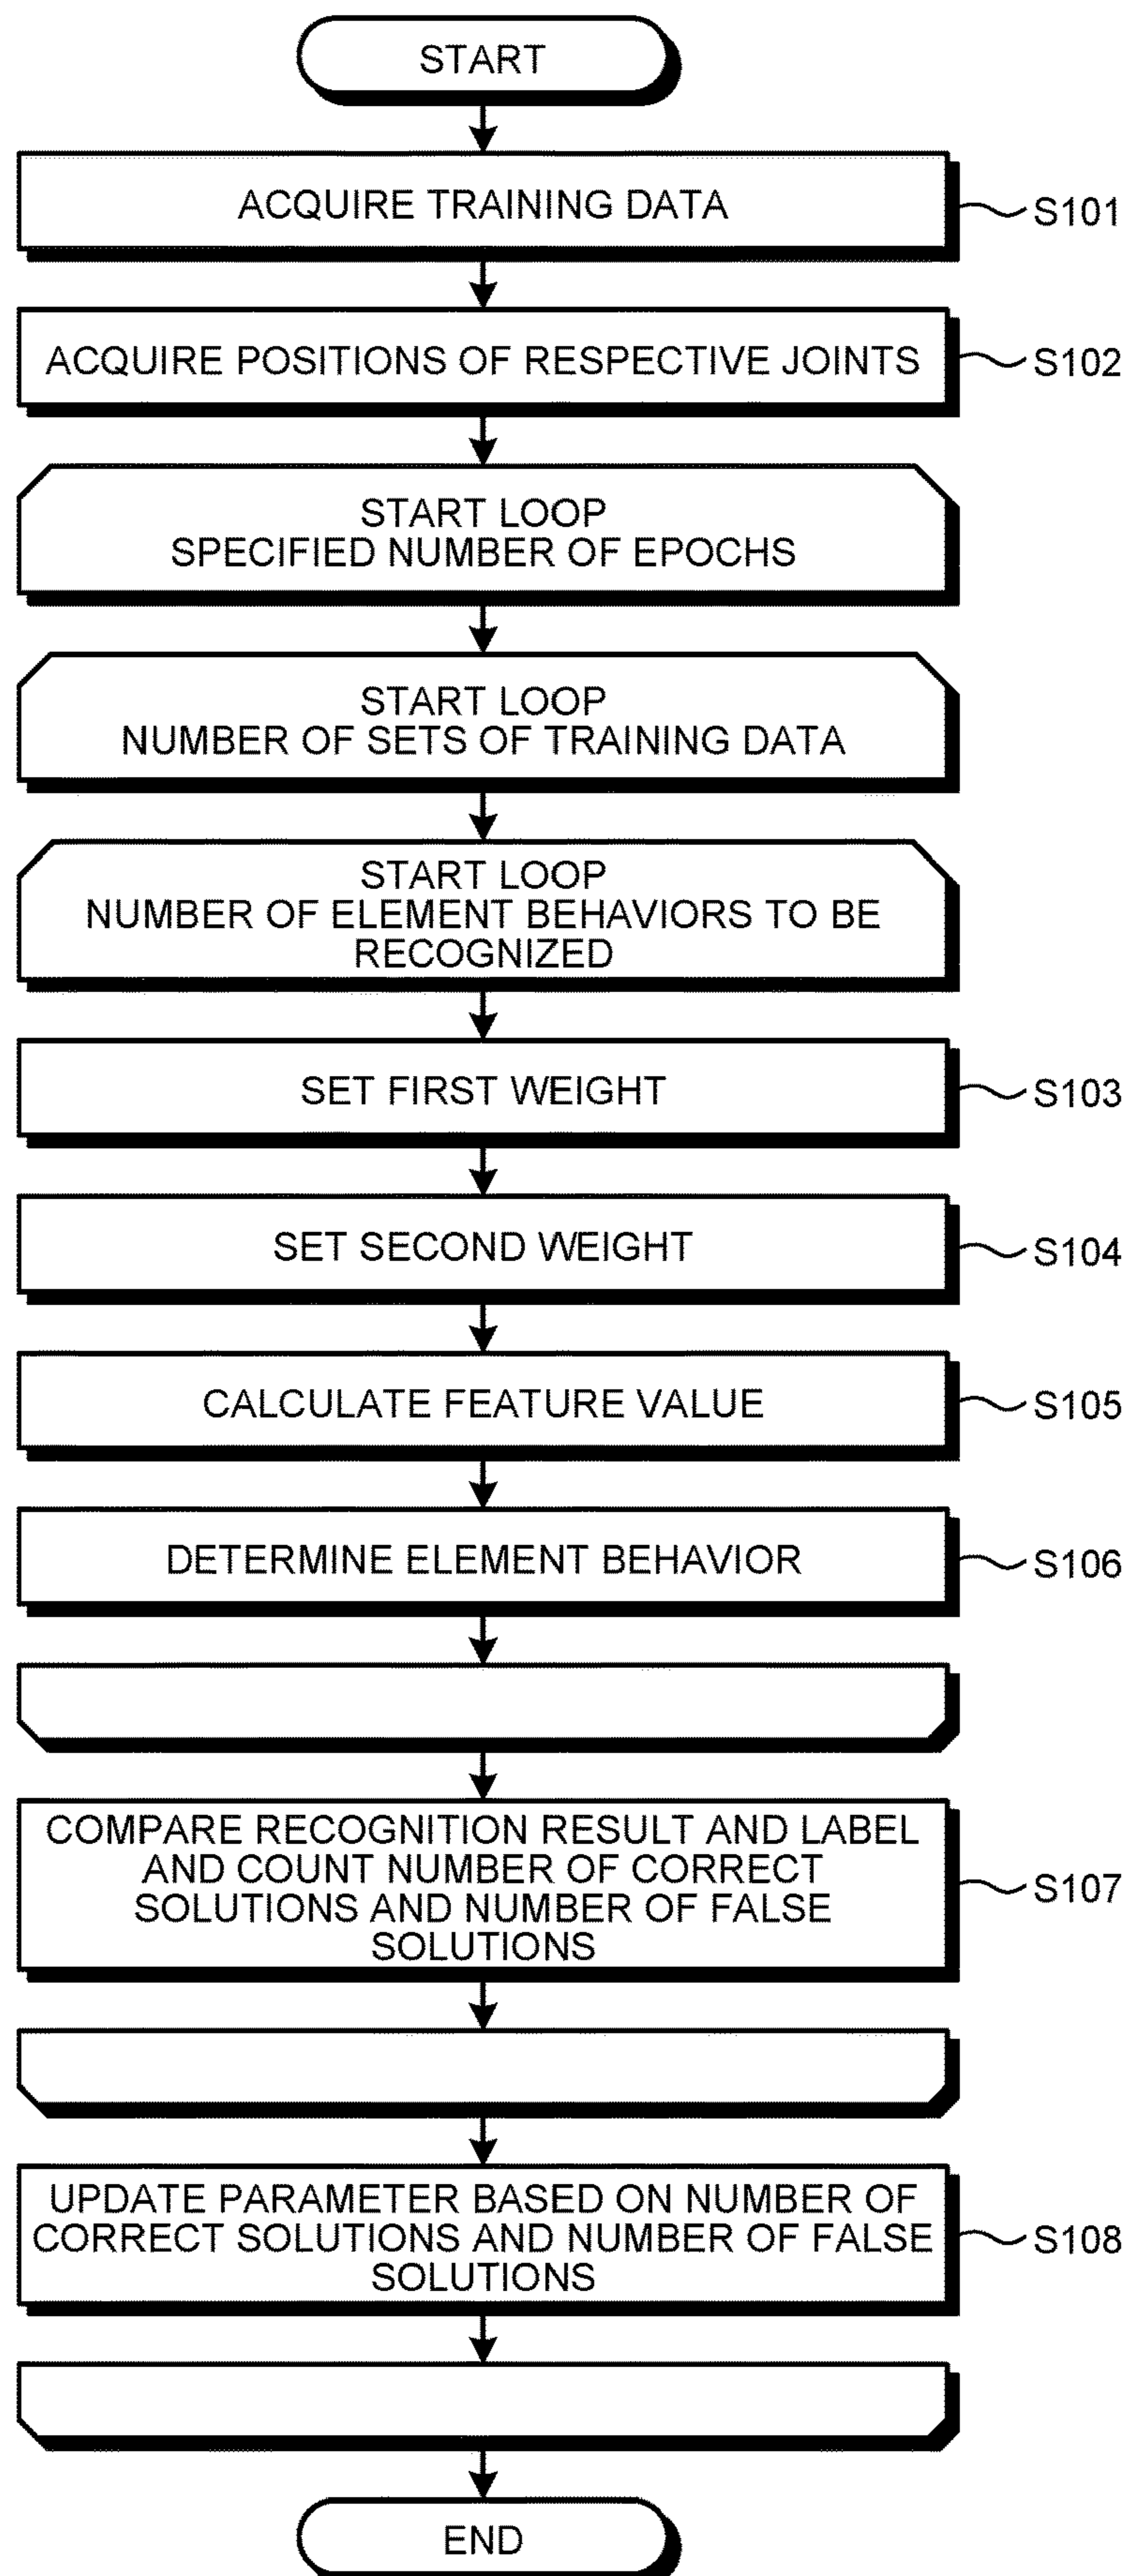 START
ACQUIRE TRAINING DATA
S101
ACQUIRE POSITIONS OF RESPECTIVE JOINTS
S102
START LOOP
SPECIFIED NUMBER OF EPOCHS
START LOOP
NUMBER OF SETS OF TRAINING DATA
START LOOP
NUMBER OF ELEMENT BEHAVIORS TO BE
RECOGNIZED
SET FIRST WEIGHT
S103
SET SECOND WEIGHT
S104
CALCULATE FEATURE VALUE
S105
DETERMINE ELEMENT BEHAVIOR
S106
COMPARE RECOGNITION RESULT AND LABEL
AND COUNT NUMBER OF CORRECT
SOLUTIONS AND NUMBER OF FALSE
SOLUTIONS
S107
UPDATE PARAMETER BASED ON NUMBER OF
CORRECT SOLUTIONS AND NUMBER OF FALSE
SOLUTIONS
S108
END